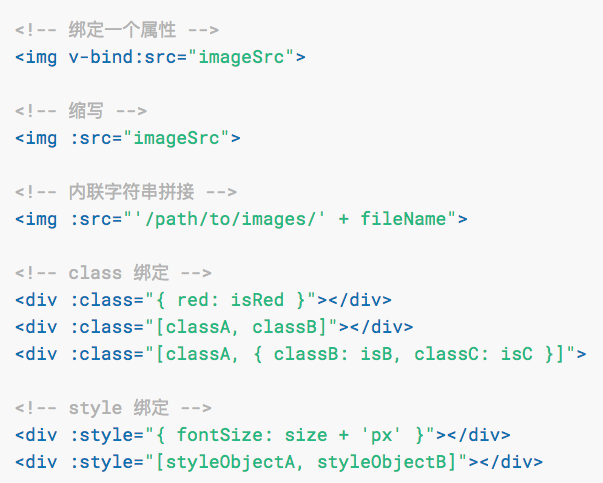 <!-- 绑定一个属性 -->
<img v-bind:src="imageSrc">
<!-- 缩写 -->
<img :src="imageSrc">
<!-- 内联字符串拼接 -->
<img :src="'/path/to/images/' + fileName">
<!-- class 绑定 -->
<div :class="{ red: isRed }"></div>
<div :class="[classA, classB]"></div>
<div :class="[classA, { classB: isB, classC: isC }]">
<!-- style 绑定 -->
<div :style="{ fontSize: size + 'px' }"></div>
<div :style="[styleObjectA, styleObjectB]"></div>